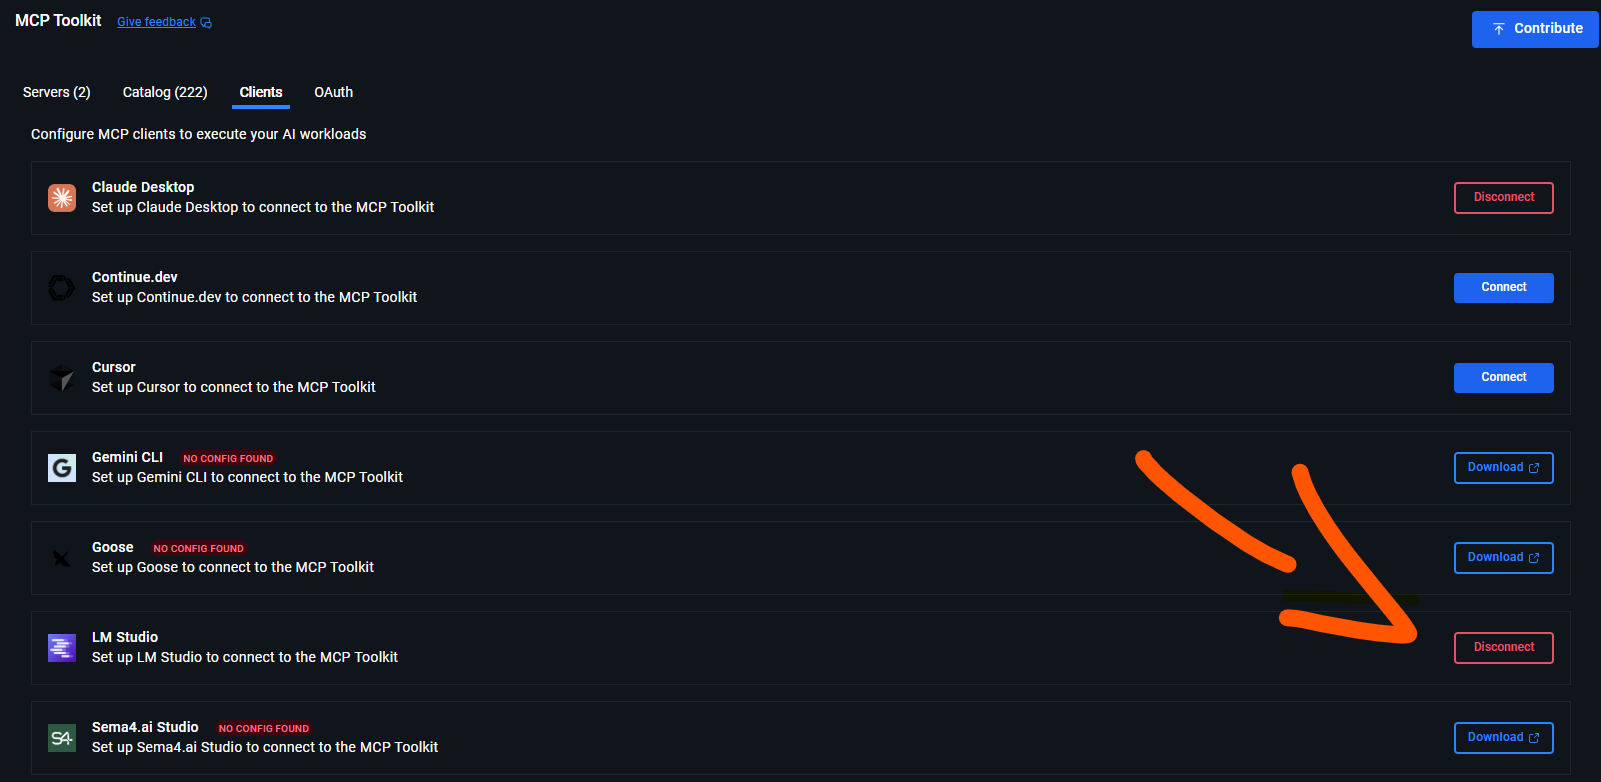 MCP Toolkit Give feedback
Contribute
Servers (2) Catalog (222) Clients OAuth
Configure MCP clients to execute your AI workloads
Claude Desktop
Set up Claude Desktop to connect to the MCP Toolkit
Disconnect
Continue.dev
Set up Continue.dev to connect to the MCP Toolkit
Connect
Cursor
Set up Cursor to connect to the MCP Toolkit
Connect
Gemini CLI NO CONFIG FOUND
Set up Gemini CLI to connect to the MCP Toolkit
Download
Goose NO CONFIG FOUND
Set up Goose to connect to the MCP Toolkit
Download
LM Studio
Set up LM Studio to connect to the MCP Toolkit
Disconnect
S4 Sema4.ai Studio NO CONFIG FOUND
Set up Sema4.ai Studio to connect to the MCP Toolkit
Download